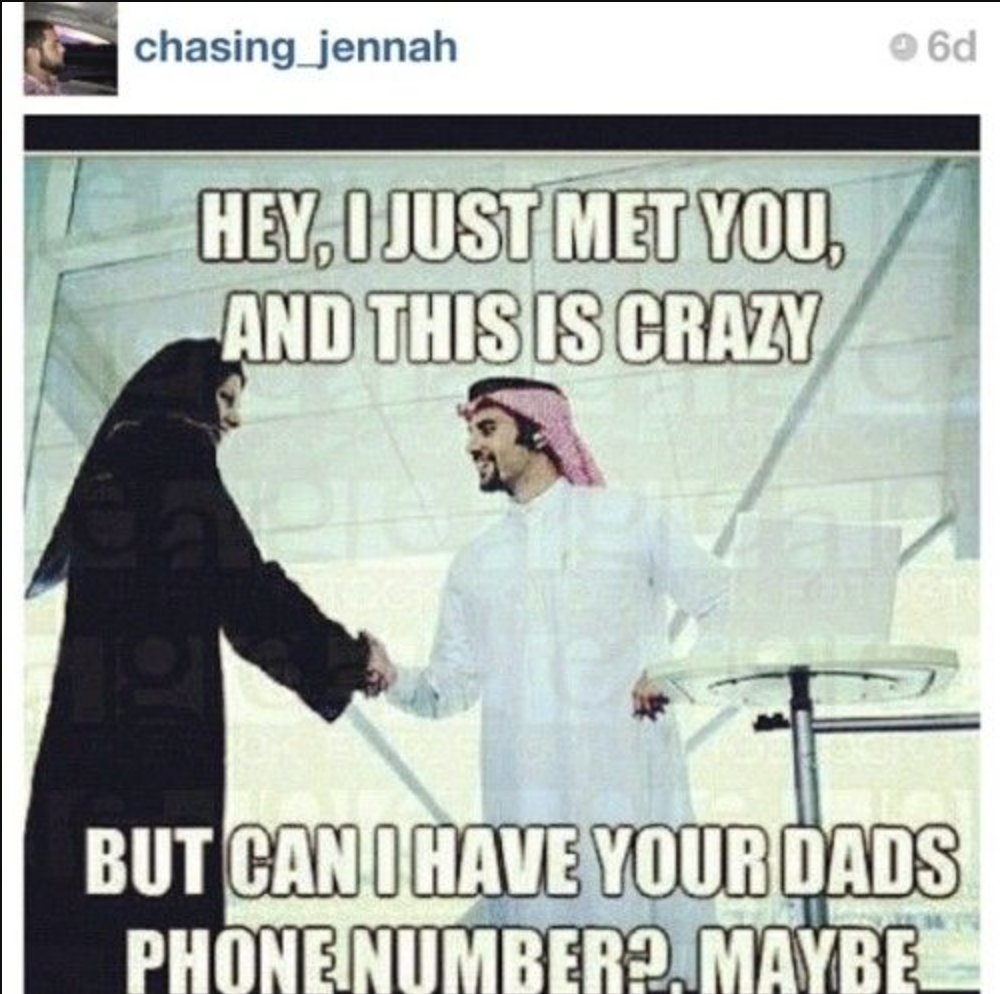 chasing_jennah
6d
HEY, I JUST MET YOU,
AND THIS IS CRAZY
BUT CAN I HAVE YOUR DADS
PHONE NUMBER?, MAYBE